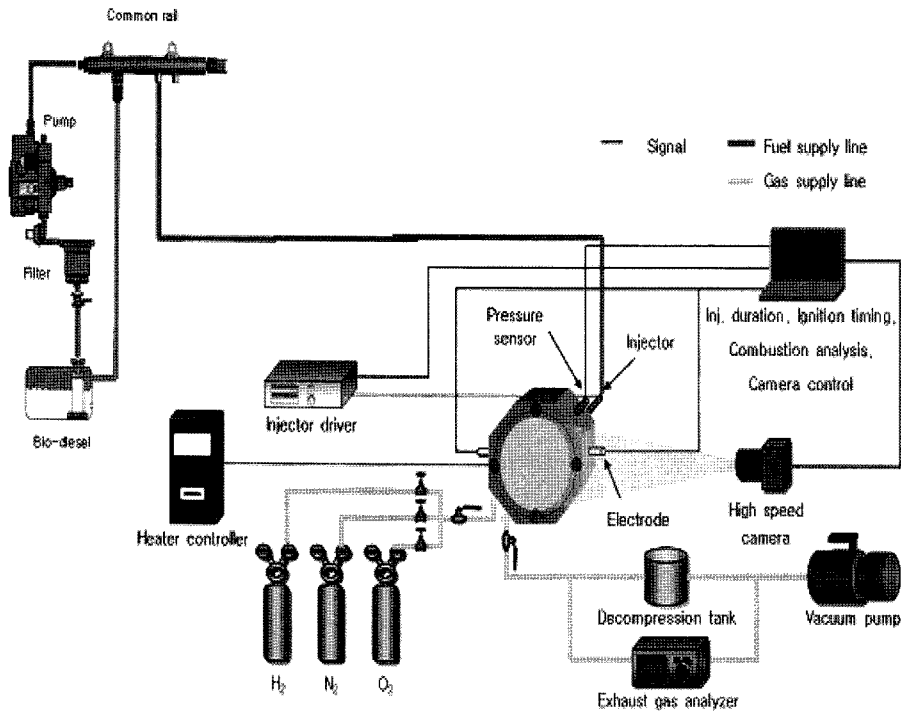 Common rail
Pump
Signal
Fuel supply line
Gas supply line
Filter
Pressure
sensor
Injector
Inj. duration, Ignition timing,
Combustion analysis,
Camera control
Injector driver
Bio-diesel
Heater controller
Electrode
High speed
camera
Decompression tank
Vacuum pump
H₂
N₂
O₂
Exhaust gas analyzer